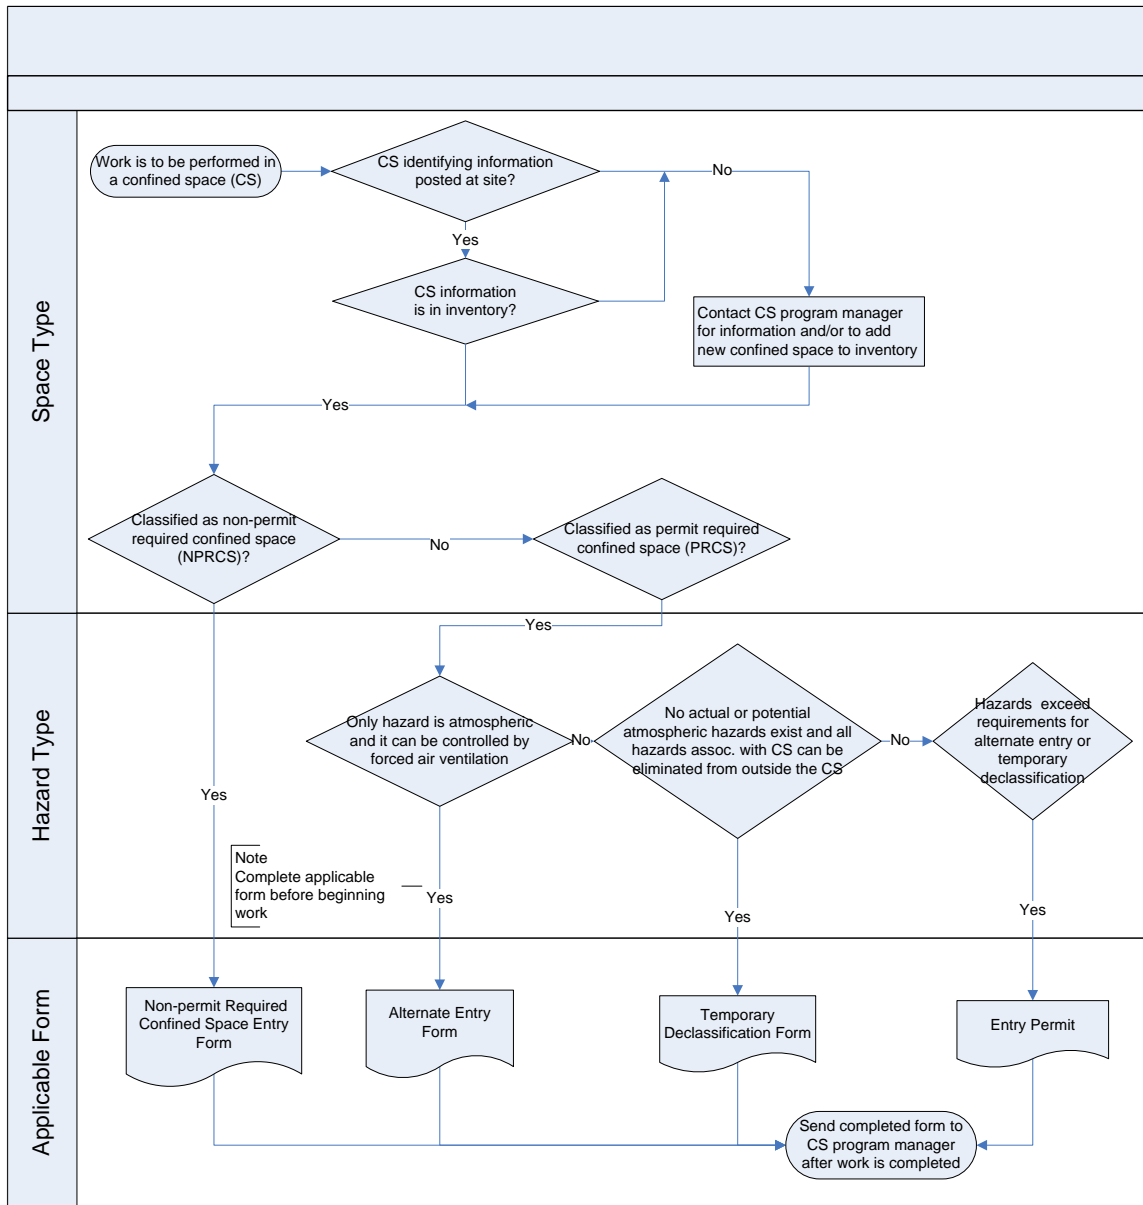 Space Type
Work is to be performed in
a confined space (CS)
CS identifying information
posted at site?
No
Yes
CS information
is in inventory?
Contact CS program manager
for information and/or to add
new confined space to inventory
Yes
Classified as non-permit
required confined space
(NPRCS)?
No
Classified as permit required
confined space (PRCS)?
Hazard Type
Yes
Only hazard is atmospheric
and it can be controlled by
forced air ventilation
No
No actual or potential
atmospheric hazards exist and all
hazards assoc. with CS can be
eliminated from outside the CS
No
Hazards exceed
requirements for
alternate entry or
temporary
declassification
Yes
Note
Complete applicable
form before beginning
work
Yes
Yes
Yes
Applicable Form
Non-permit Required
Confined Space Entry
Form
Alternate Entry
Form
Temporary
Declassification Form
Entry Permit
Send completed form to
CS program manager
after work is completed